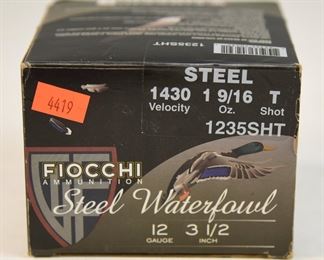 1235SHT
4419
STEEL
1430 1 9/16 T
Velocity Oz. Shot
1235SHT
FIOCCHI
AMMUNITION
Steel Waterfowl
12 3 1/2
GAUGE INCH